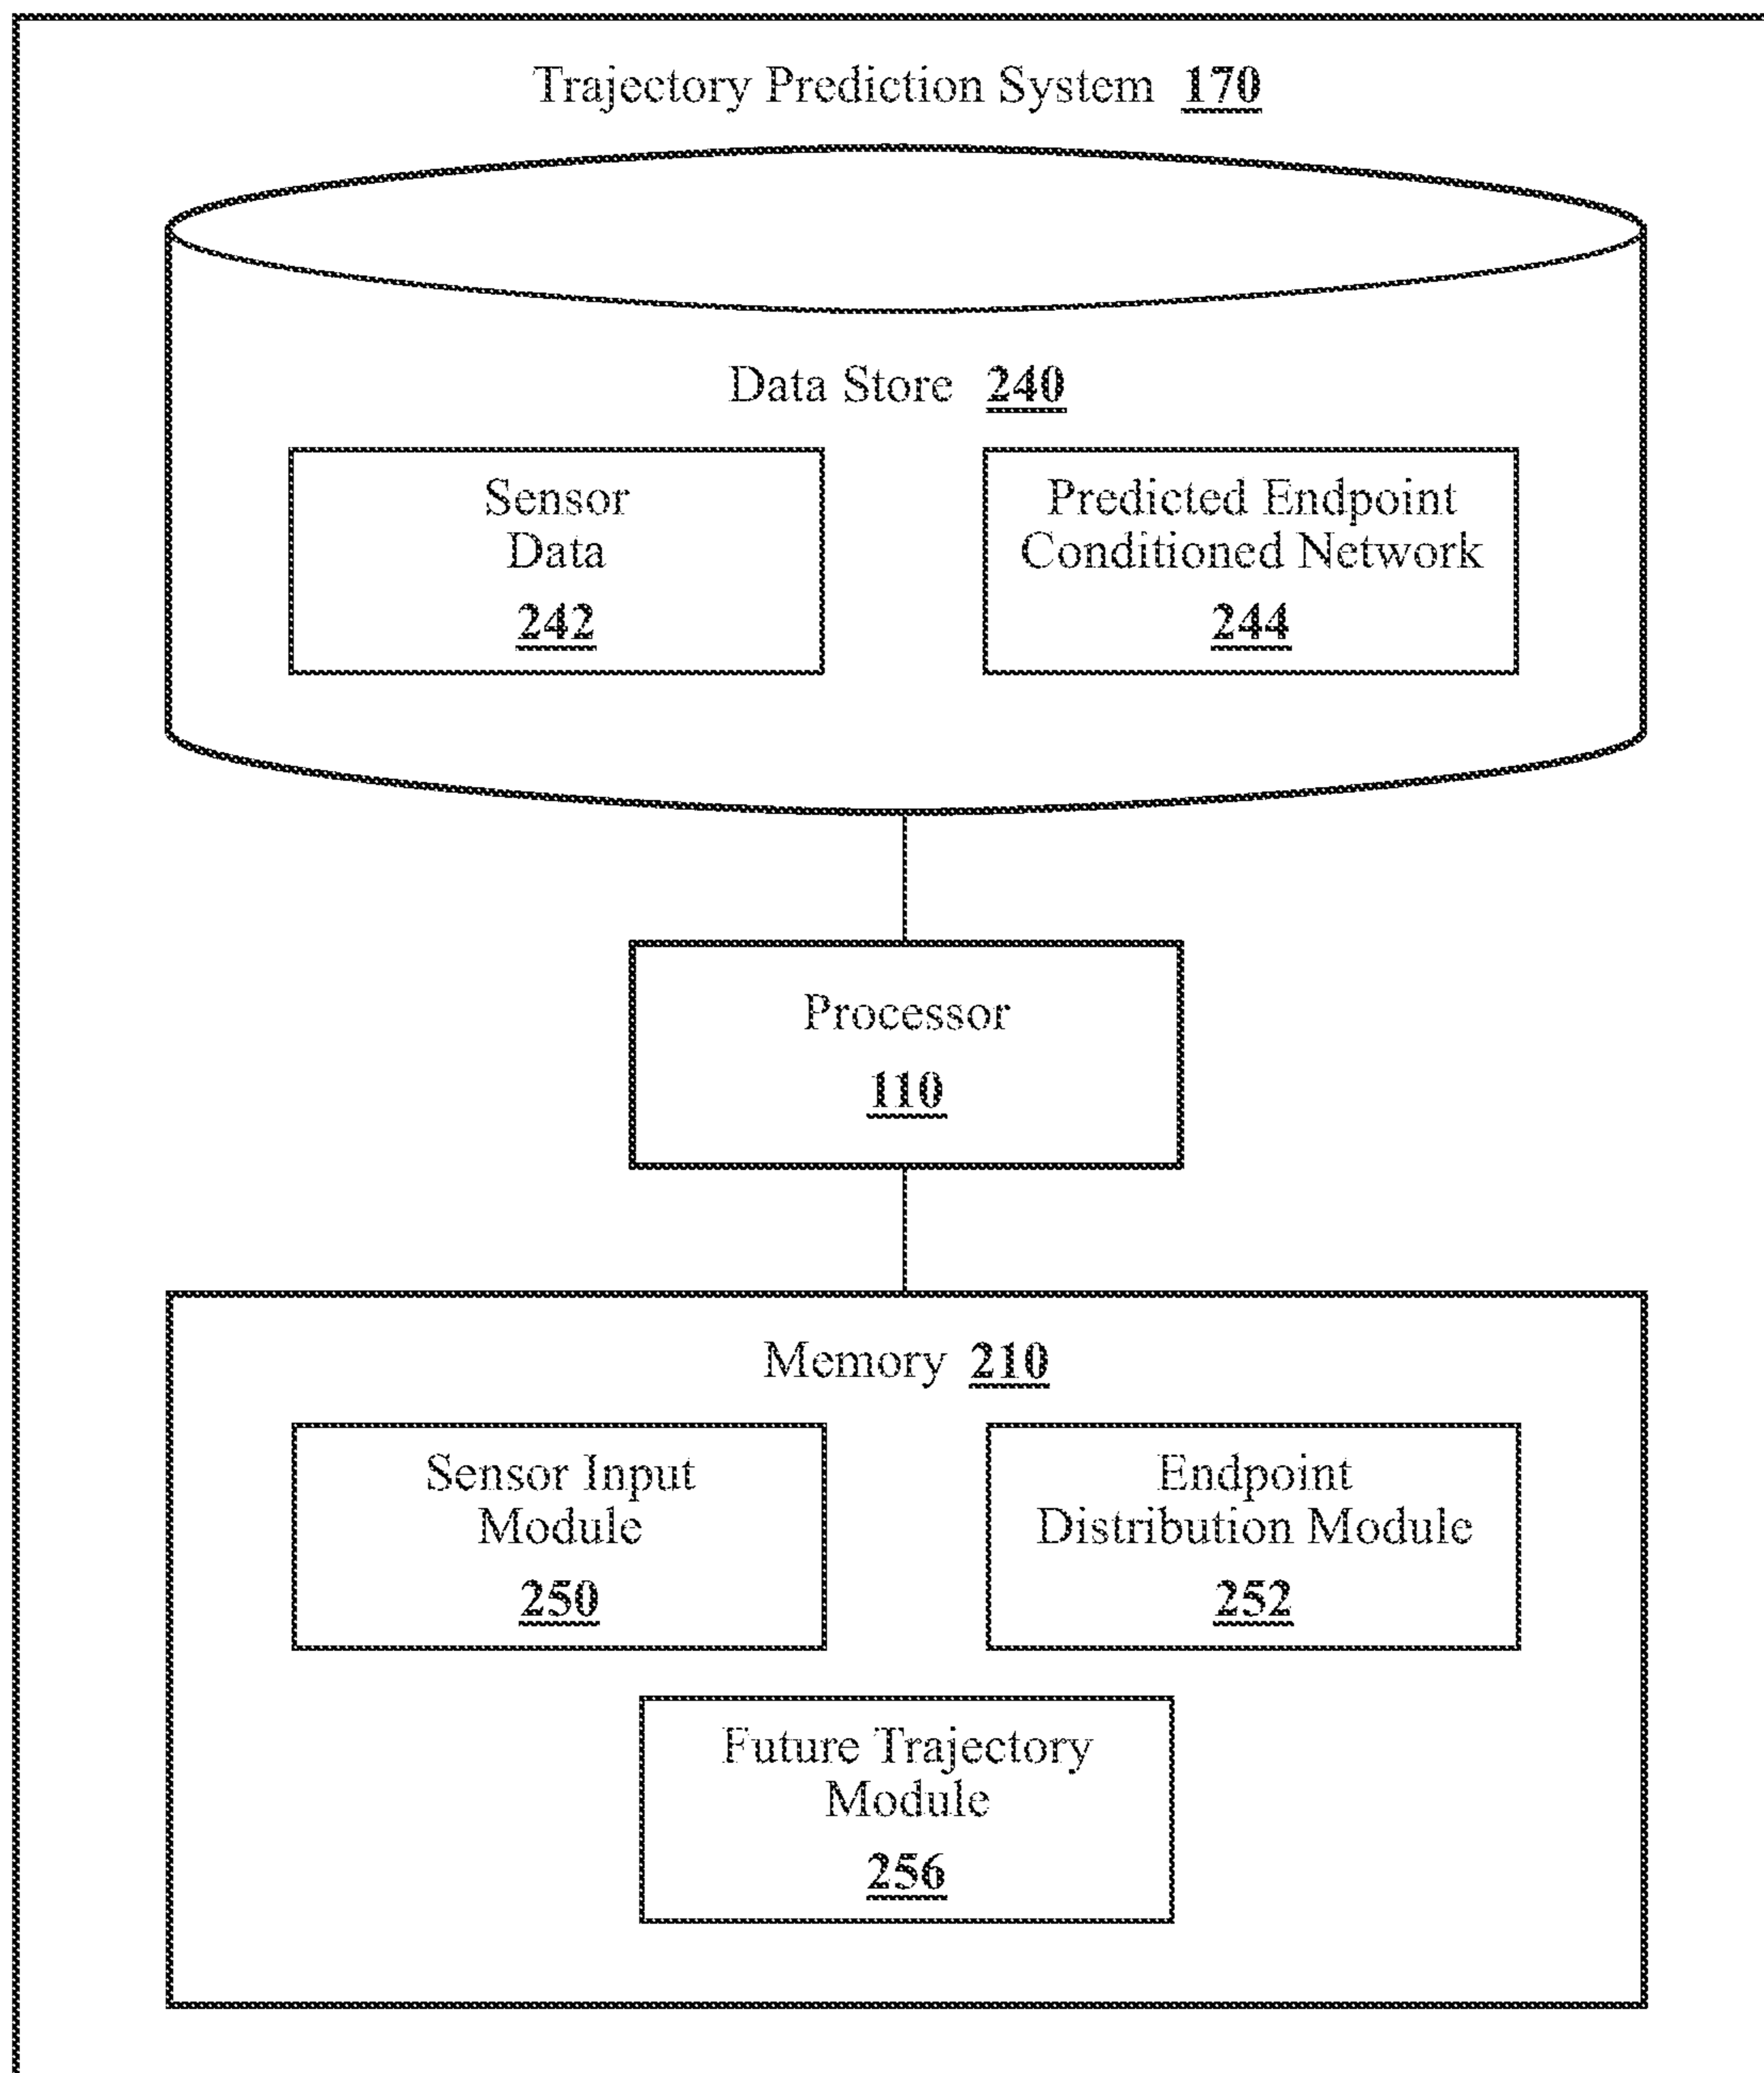 Trajectory Prediction System 170
Data Store 240
Sensor
Data
242
Predicted Endpoint
Conditioned Network
244
Processor
110
Memory 210
Sensor Input
Module
250
Endpoint
Distribution Module
252
Future Trajectory
Module
256